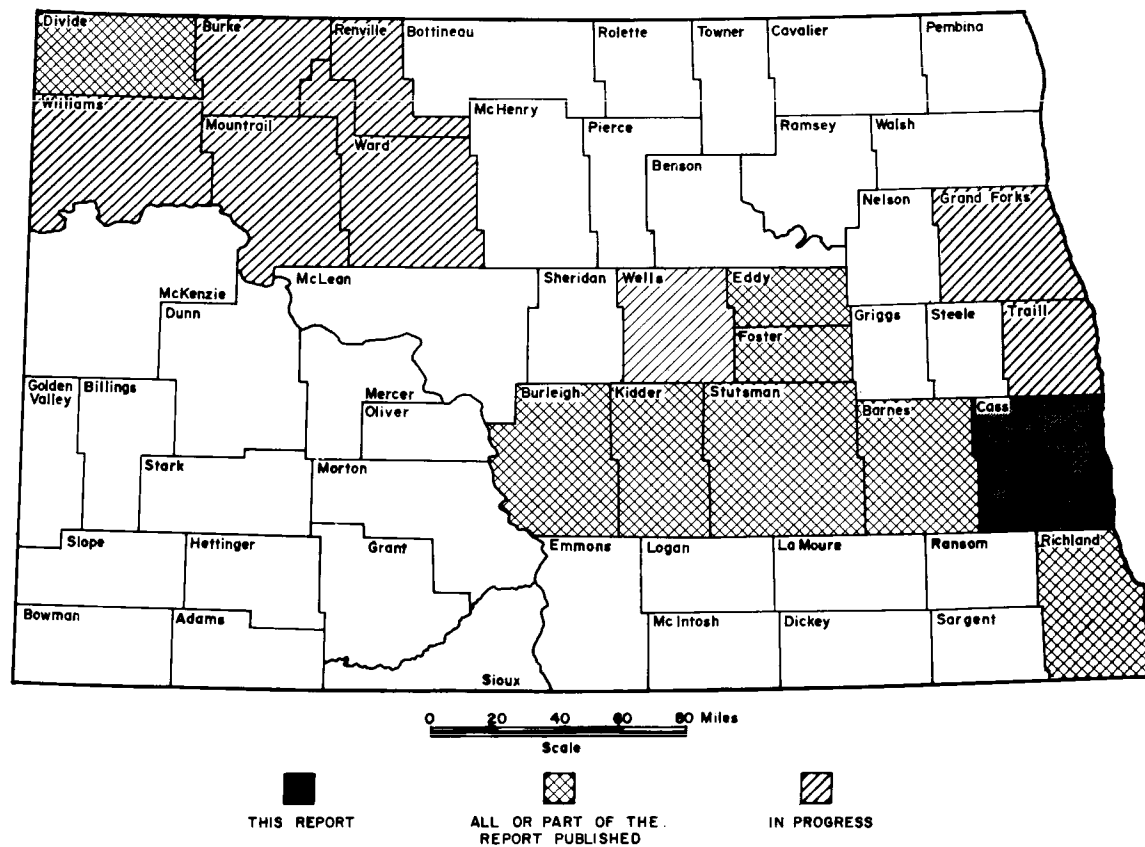 Divide
Burke
Renville
Bottineau
Rolette
Towner
Cavalier
Pembina
Williams
Mountrail
Ward
McHenry
Pierce
Benson
Ramsey
Walsh
Nelson
Grand Forks
McKenzie
Dunn
McLean
Sheridan
Wells
Eddy
Foster
Griggs
Steele
Traill
Golden
Valley
Billings
Mercer
Oliver
Burleigh
Kidder
Stutsman
Barnes
Cass
Stark
Morton
Slope
Hettinger
Grant
Emmons
Logan
La Moure
Ransom
Richland
Bowman
Adams
Sioux
McIntosh
Dickey
Sargent
0 20 40 60 80 Miles
Scale
THIS REPORT
ALL OR PART OF THE
REPORT PUBLISHED
IN PROGRESS